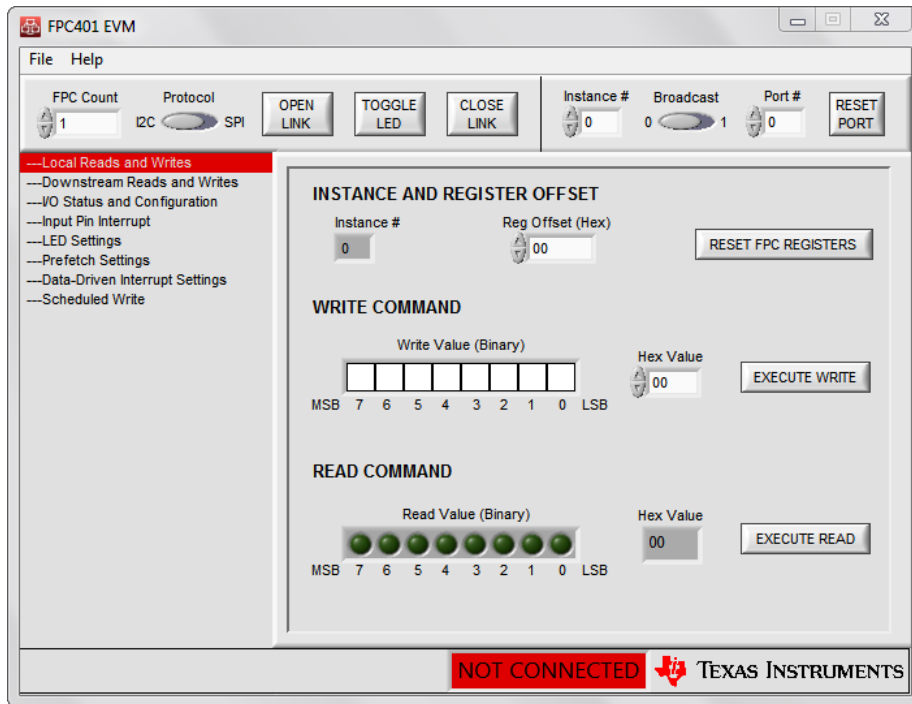 FPC401 EVM
File Help
FPC Count Protocol Instance # Broadcast Port #
1 I2C SPI OPEN LINK TOGGLE LED CLOSE LINK 0 0 1 0 RESET PORT
---Local Reads and Writes
---Downstream Reads and Writes
---I/O Status and Configuration
---Input Pin Interrupt
---LED Settings
---Prefetch Settings
---Data-Driven Interrupt Settings
---Scheduled Write
INSTANCE AND REGISTER OFFSET
Instance # Reg Offset (Hex)
0 00 RESET FPC REGISTERS
WRITE COMMAND
Write Value (Binary) Hex Value
00 EXECUTE WRITE
MSB 7 6 5 4 3 2 1 0 LSB
READ COMMAND
Read Value (Binary) Hex Value
00 EXECUTE READ
MSB 7 6 5 4 3 2 1 0 LSB
NOT CONNECTED TEXAS INSTRUMENTS